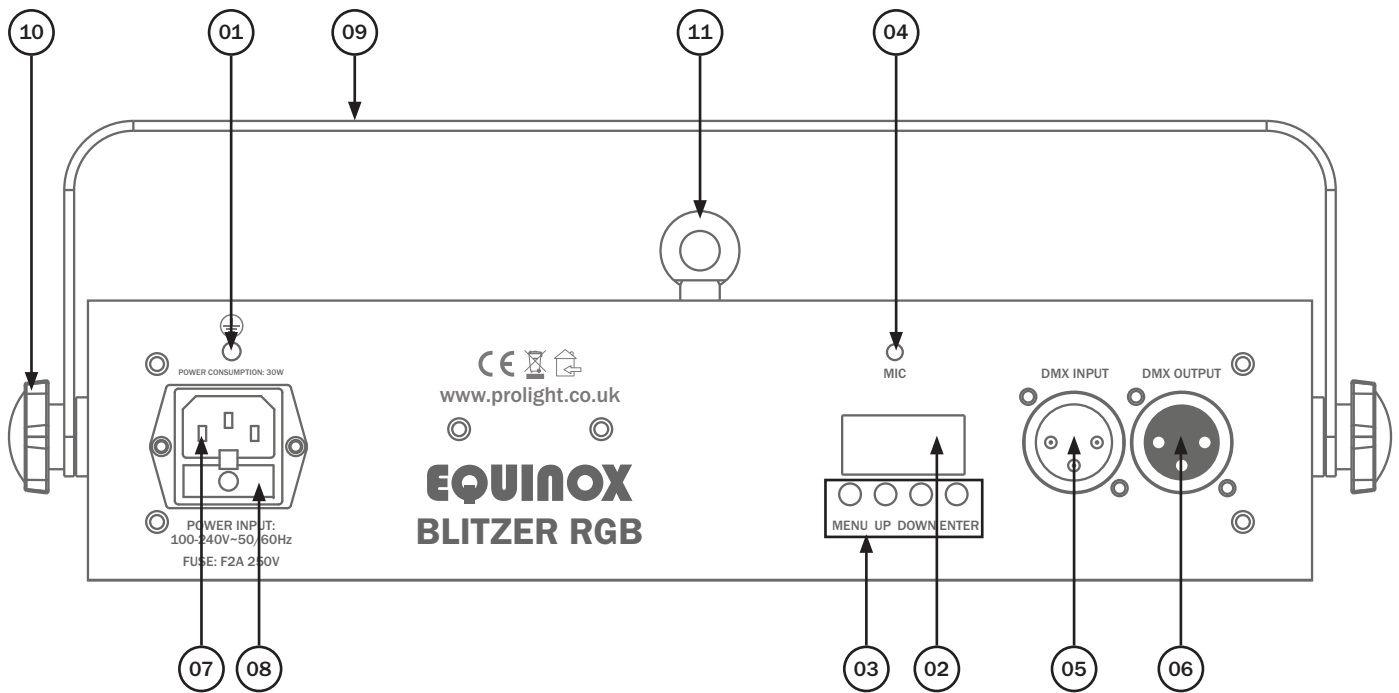 10 01 09 11 04
POWER CONSUMPTION: 30W
www.prolight.co.uk
MIC
DMX INPUT DMX OUTPUT
EQUINOX
BLITZER RGB
MENU UP DOWN ENTER
POWER INPUT:
100-240V~50/60Hz
FUSE: F2A 250V
07 08 03 02 05 06